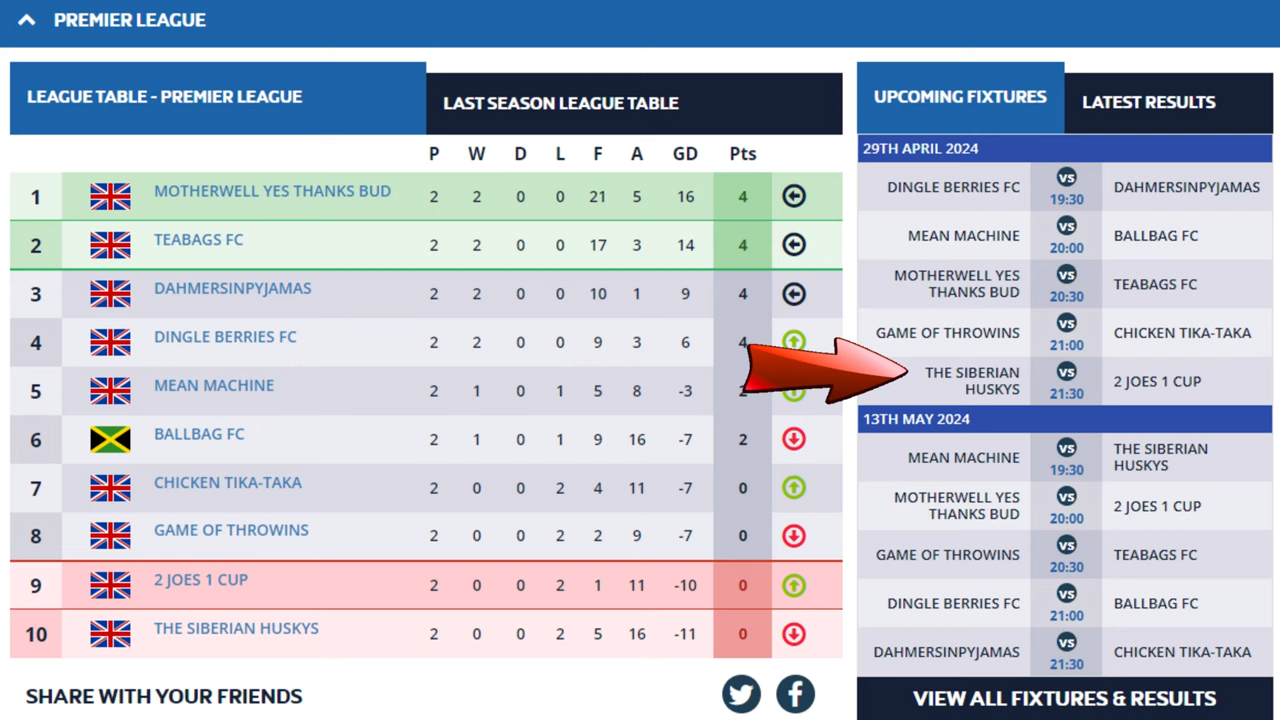 PREMIER LEAGUE
LEAGUE TABLE - PREMIER LEAGUE
LAST SEASON LEAGUE TABLE
P W D L F A GD Pts
1 MOTHERWELL YES THANKS BUD 2 2 0 0 21 5 16 4
2 TEABAGS FC 2 2 0 0 17 3 14 4
3 DAHMERSINPYJAMAS 2 2 0 0 10 1 9 4
4 DINGLE BERRIES FC 2 2 0 0 9 3 6 4
5 MEAN MACHINE 2 1 0 1 5 8 -3 2
6 BALLBAG FC 2 1 0 1 9 16 -7 2
7 CHICKEN TIKA-TAKA 2 0 0 2 4 11 -7 0
8 GAME OF THROWINS 2 0 0 2 2 9 -7 0
9 2 JOES 1 CUP 2 0 0 2 1 11 -10 0
10 THE SIBERIAN HUSKYS 2 0 0 2 5 16 -11 0
SHARE WITH YOUR FRIENDS
UPCOMING FIXTURES
LATEST RESULTS
29TH APRIL 2024
DINGLE BERRIES FC vs DAHMERSINPYJAMAS
19:30
MEAN MACHINE vs BALLBAG FC
20:00
MOTHERWELL YES vs TEABAGS FC
THANKS BUD 20:30
GAME OF THROWINS vs CHICKEN TIKA-TAKA
21:00
THE SIBERIAN vs 2 JOES 1 CUP
HUSKYS 21:30
13TH MAY 2024
MEAN MACHINE vs THE SIBERIAN
19:30 HUSKYS
MOTHERWELL YES vs 2 JOES 1 CUP
THANKS BUD 20:00
GAME OF THROWINS vs TEABAGS FC
20:30
DINGLE BERRIES FC vs BALLBAG FC
21:00
DAHMERSINPYJAMAS vs CHICKEN TIKA-TAKA
21:30
VIEW ALL FIXTURES & RESULTS